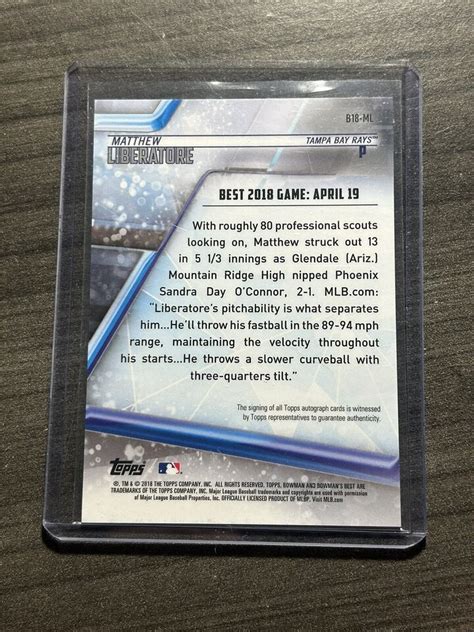 B18-ML
MATTHEW
LIBERATORE
TAMPA BAY RAYS™
P
BEST 2018 GAME: APRIL 19
With roughly 80 professional scouts
looking on, Matthew struck out 13
in 5 1/3 innings as Glendale (Ariz.)
Mountain Ridge High nipped Phoenix
Sandra Day O'Connor, 2-1. MLB.com:
“Liberatore's pitchability is what separates
him...He'll throw his fastball in the 89-94 mph
range, maintaining the velocity throughout
his starts...He throws a slower curveball with
three-quarters tilt.”
The signing of all Topps autograph cards is witnessed
by Topps representatives to guarantee authenticity.
Topps
®, TM & © 2018 THE TOPPS COMPANY, INC. ALL RIGHTS RESERVED. TOPPS, BOWMAN AND BOWMAN'S BEST ARE
TRADEMARKS OF THE TOPPS COMPANY, INC. Major League Baseball trademarks and copyrights are used with permission
of Major League Baseball Properties, Inc. OFFICIALLY LICENSED PRODUCT OF MLBP. Visit MLB.com